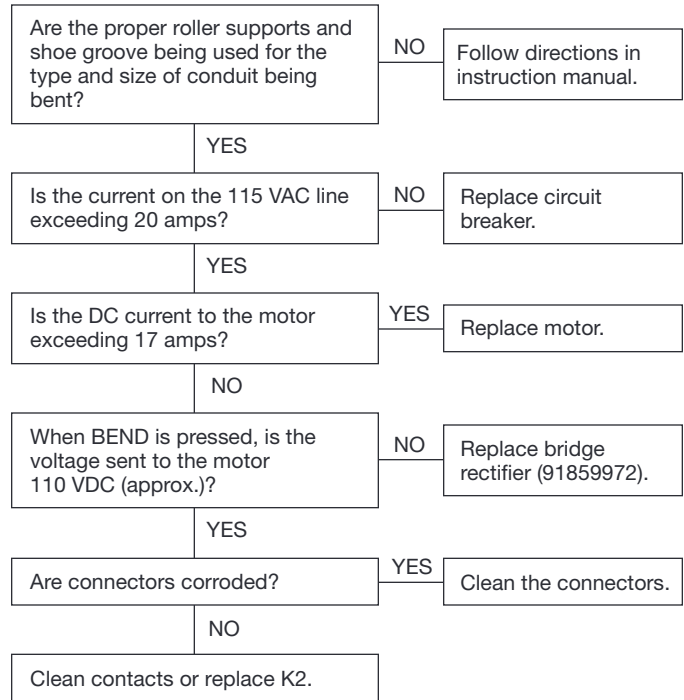 Are the proper roller supports and
shoe groove being used for the
type and size of conduit being
bent?
NO
Follow directions in
instruction manual.
YES
Is the current on the 115 VAC line
exceeding 20 amps?
NO
Replace circuit
breaker.
YES
Is the DC current to the motor
exceeding 17 amps?
YES
Replace motor.
NO
When BEND is pressed, is the
voltage sent to the motor
110 VDC (approx.)?
NO
Replace bridge
rectifier (91859972).
YES
Are connectors corroded?
YES
Clean the connectors.
NO
Clean contacts or replace K2.